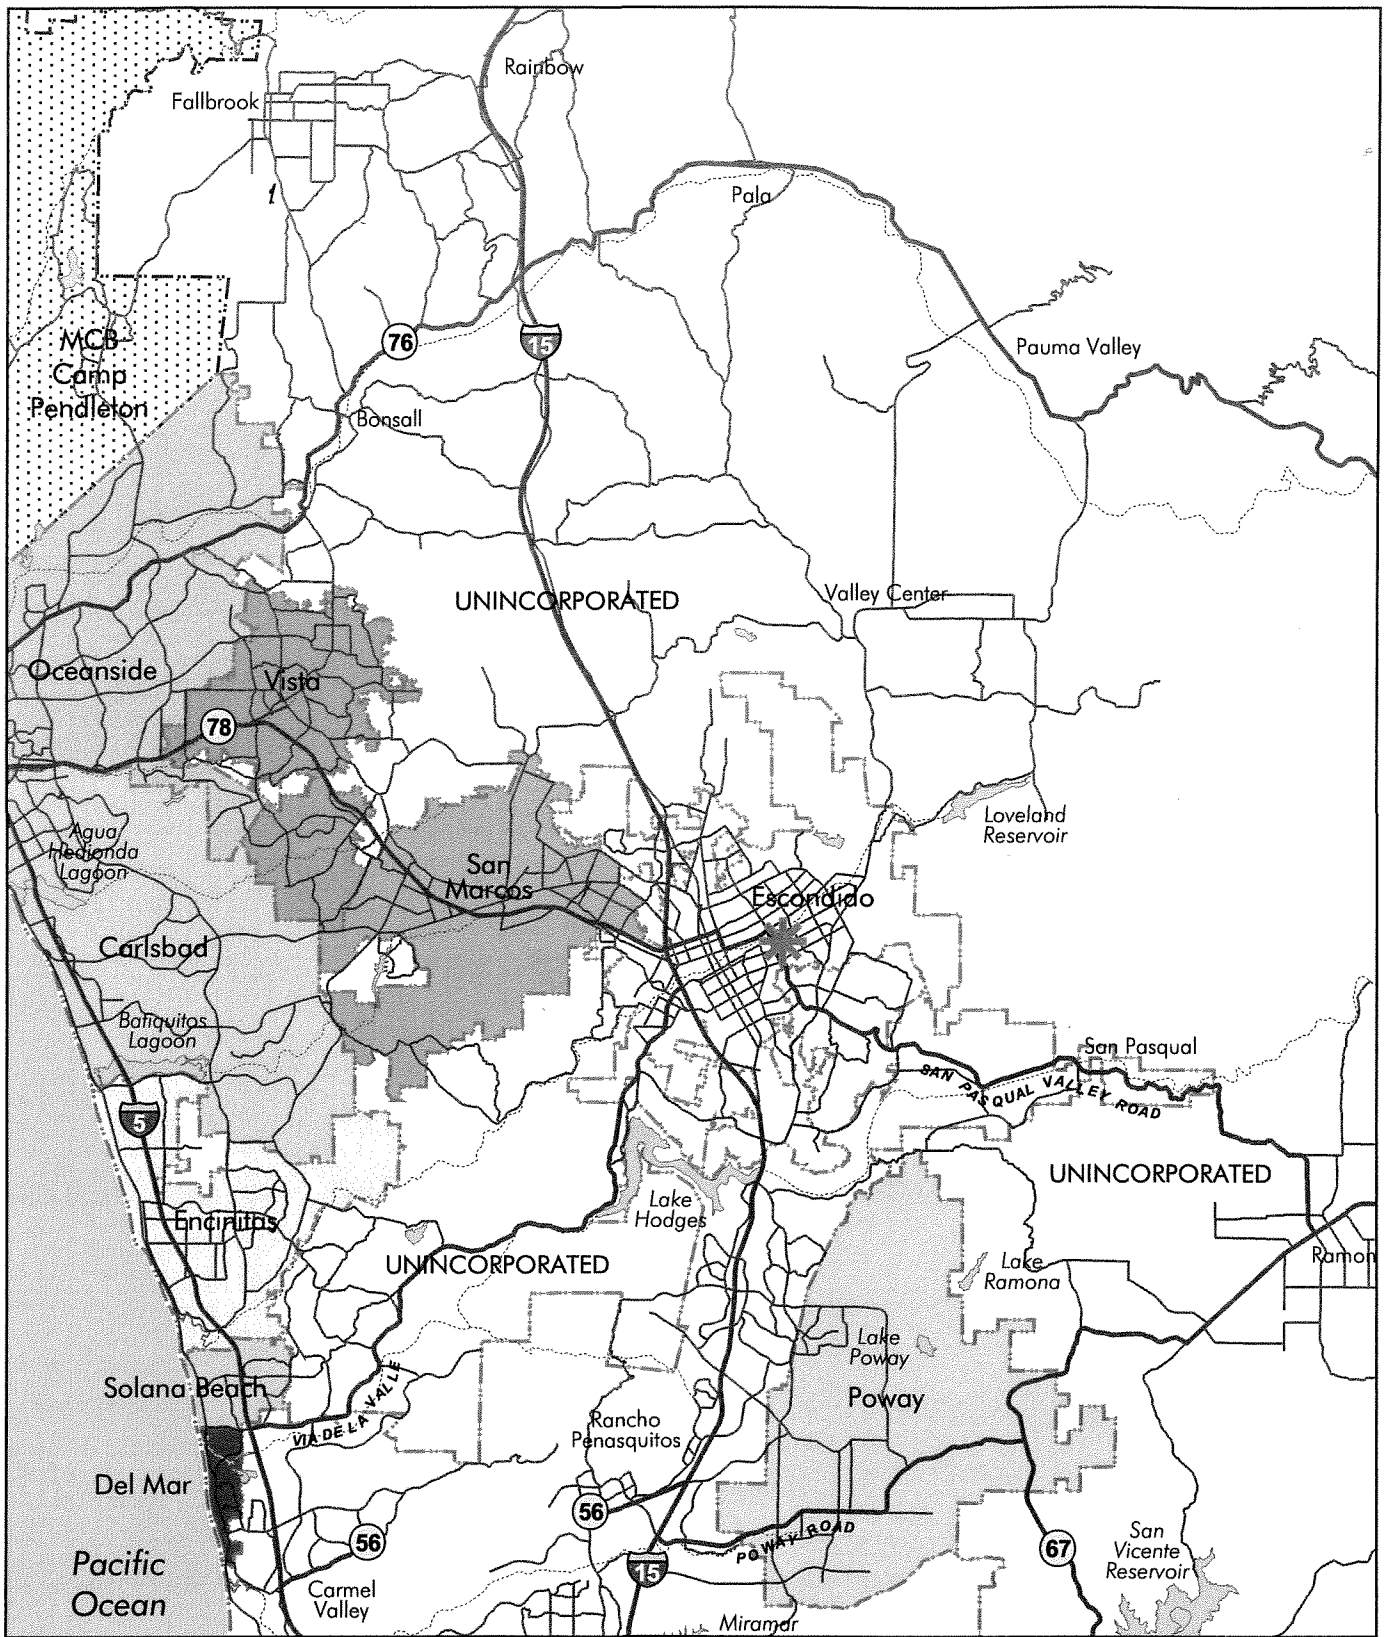 Rainbow
Fallbrook
Pala
MCB
Camp
Pendleton
76
15
Pauma Valley
Bonsall
UNINCORPORATED
Valley Center
Oceanside
Vista
78
Agua
Hedionda
Lagoon
Loveland
Reservoir
San
Marcos
Escondido
Carlsbad
Batiquitos
Lagoon
San Pasqual
SAN PASQUAL VALLEY ROAD
5
UNINCORPORATED
Lake
Hodges
Encinitas
UNINCORPORATED
Lake
Ramona
Ramon
Lake
Poway
Solana Beach
Poway
VIA DE LA VALLE
Rancho
Penasquitos
Del Mar
56
56
POWAY ROAD
67
San
Vicente
Reservoir
15
Pacific
Ocean
Carmel
Valley
Miramar